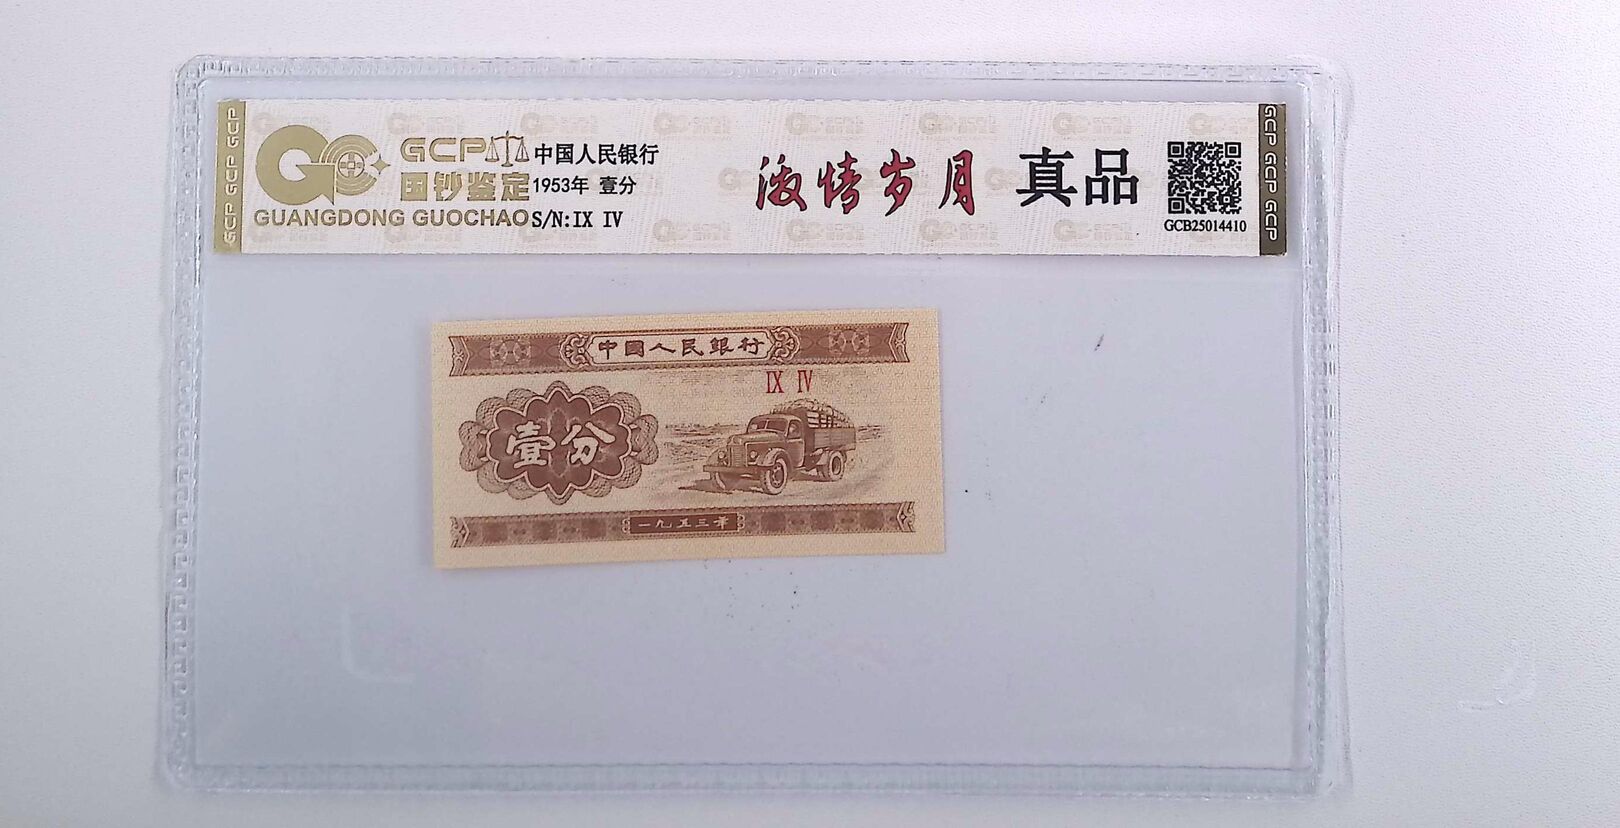 GCP GCP GCP
GCP
国钞鉴定
GUANGDONG GUOCHAO
中国人民银行
1953年 壹分
S/N:IX IV
激情岁月
真品
GCB25014410
GCP GCP GCP
中國人民銀行
IX IV
壹分
一九五三年